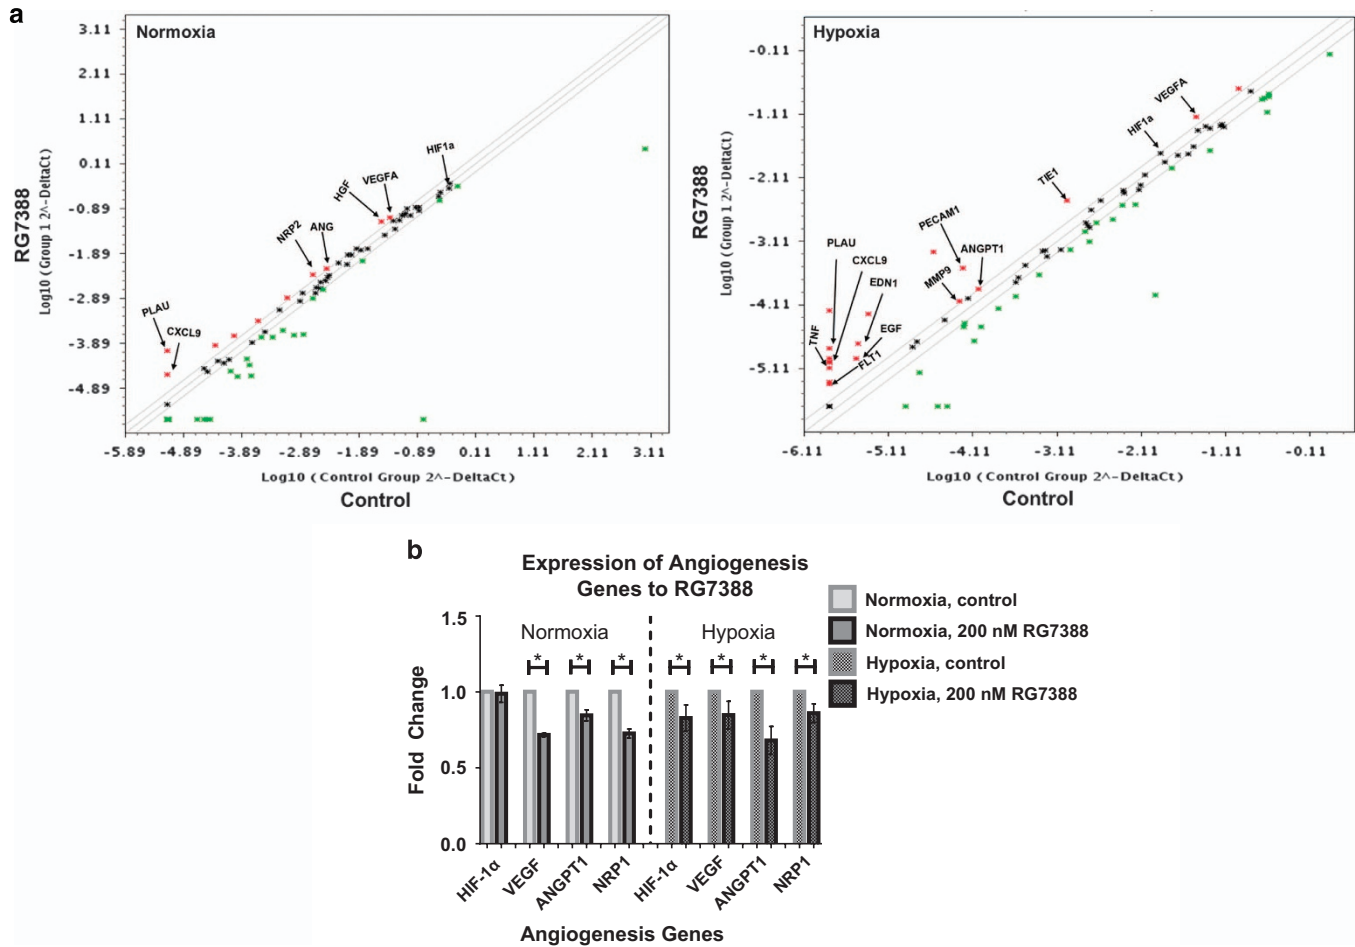 a
Normoxia
3.11
2.11
1.11
0.11
-0.89
-1.89
-2.89
-3.89
-4.89
RG7388
Log10 (Group 1 2^-DeltaCt)
HIF1a
VEGFA
HGF
ANG
NRP2
PLAU
CXCL9
-5.89 -4.89 -3.89 -2.89 -1.89 -0.89 0.11 1.11 2.11 3.11
Log10 (Control Group 2^-DeltaCt)
Control
Hypoxia
-0.11
-1.11
-2.11
-3.11
-4.11
-5.11
RG7388
Log10 (Group 1 2^-DeltaCt)
VEGFA
HIF1a
TIE1
PECAM1
ANGPT1
PLAU
CXCL9
MMP9
EDN1
EGF
TNF
FLT1
-6.11 -5.11 -4.11 -3.11 -2.11 -1.11 -0.11
Log10 (Control Group 2^-DeltaCt)
Control
b
Expression of Angiogenesis
Genes to RG7388
Normoxia, control
Normoxia, 200 nM RG7388
Hypoxia, control
Hypoxia, 200 nM RG7388
Fold Change
1.5
1.0
0.5
0.0
Normoxia
Hypoxia
* * * * * * *
HIF-1α VEGF ANGPT1 NRP1 HIF-1α VEGF ANGPT1 NRP1
Angiogenesis Genes